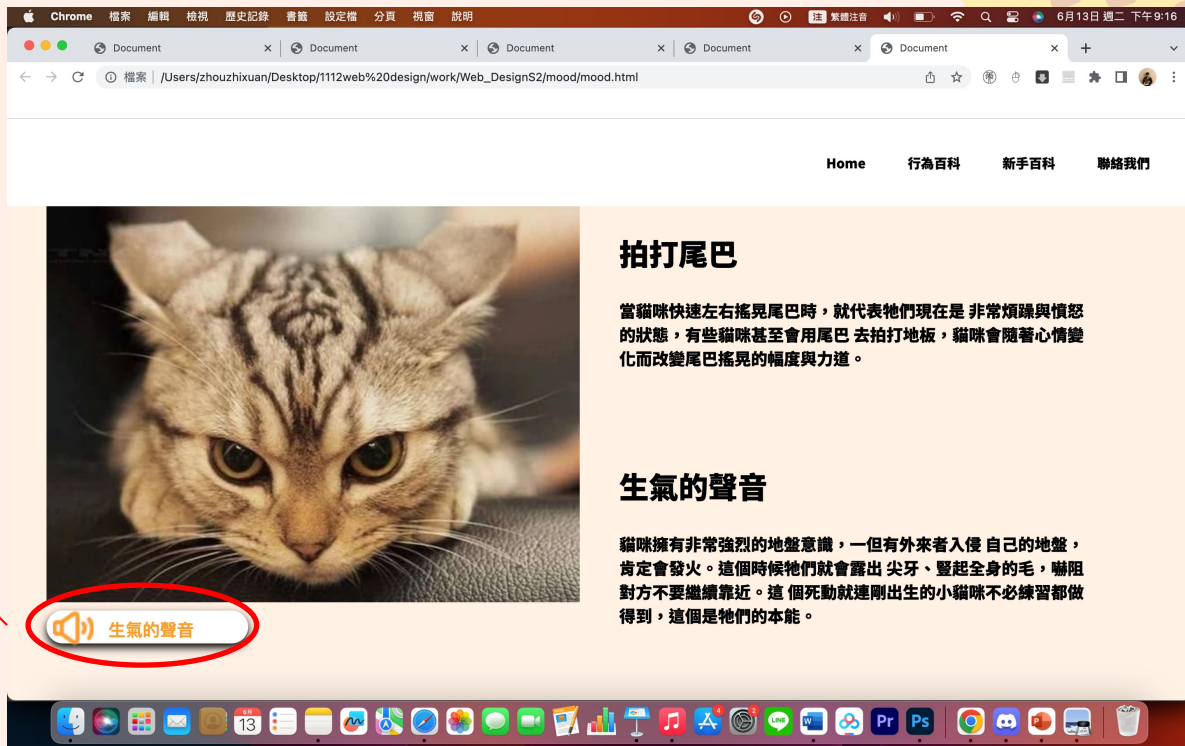 Chrome 檔案 編輯 檢視 歷史記錄 書籤 設定檔 分頁 視窗 說明 注 繁體注音 6月13日 週二 下午9:16
Document Document Document Document Document
檔案 /Users/zhouzhixuan/Desktop/1112web%20design/work/Web_DesignS2/mood/mood.html
Home 行為百科 新手百科 聯絡我們
拍打尾巴
當貓咪快速左右搖晃尾巴時，就代表牠們現在是 非常煩躁與憤怒
的狀態，有些貓咪甚至會用尾巴 去拍打地板，貓咪會隨著心情變
化而改變尾巴搖晃的幅度與力道。
生氣的聲音
貓咪擁有非常強烈的地盤意識，一但有外來者入侵 自己的地盤，
肯定會發火。這個時候牠們就會露出 尖牙、豎起全身的毛，嚇阻
對方不要繼續靠近。這 個死動就連剛出生的小貓咪不必練習都做
得到，這個是牠們的本能。
生氣的聲音
6月
13
4
2
LINE
W
Pr
Ps
P